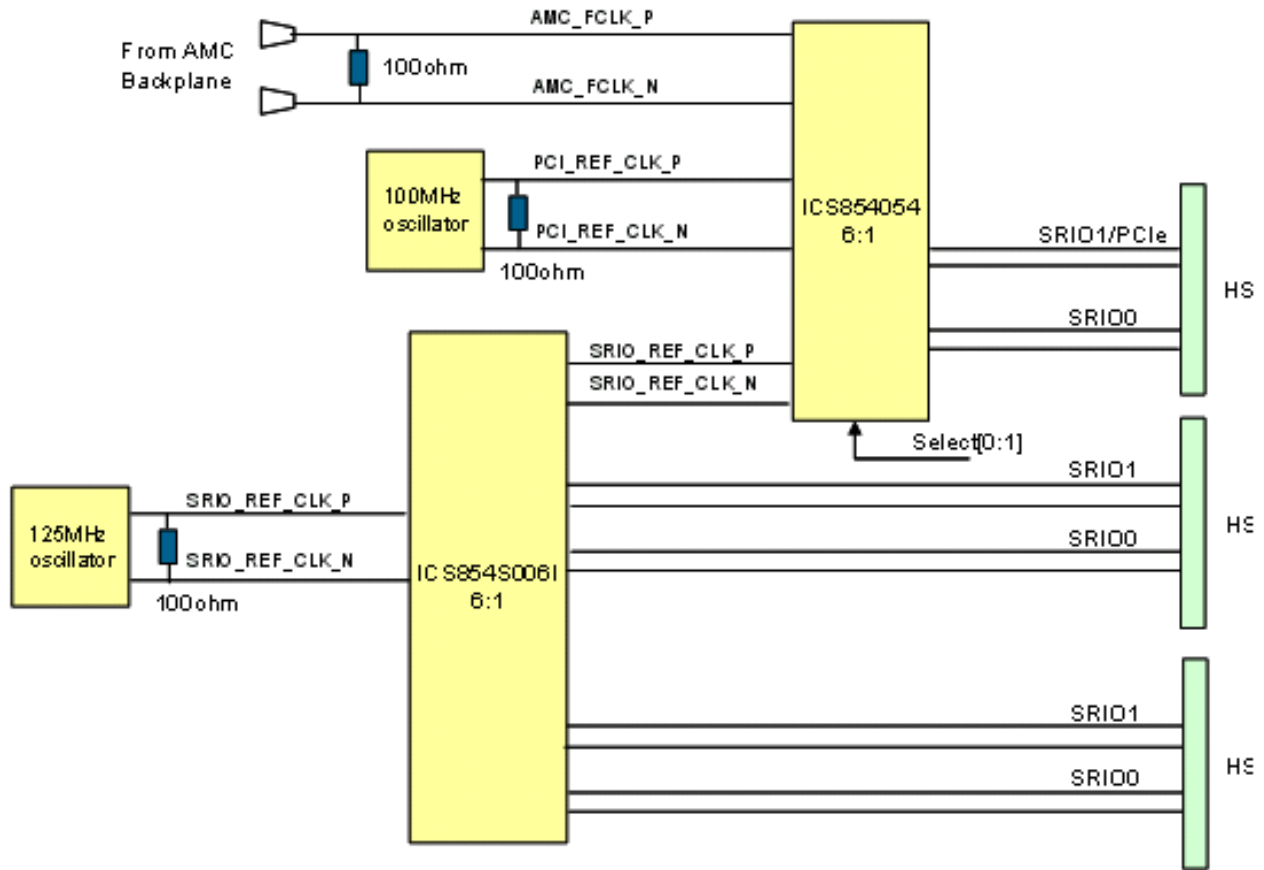 From AMC
Backplane
AMC_FCLK_P
100ohm
AMC_FCLK_N
100MHz
oscillator
PCI_REF_CLK_P
PCI_REF_CLK_N
100ohm
ICS854054
6:1
SRIO1/PCIe
SRIO0
HS
SRIO_REF_CLK_P
SRIO_REF_CLK_N
Select[0:1]
125MHz
oscillator
SRIO_REF_CLK_P
SRIO_REF_CLK_N
100ohm
ICS854S006I
6:1
SRIO1
SRIO0
HS
SRIO1
SRIO0
HS